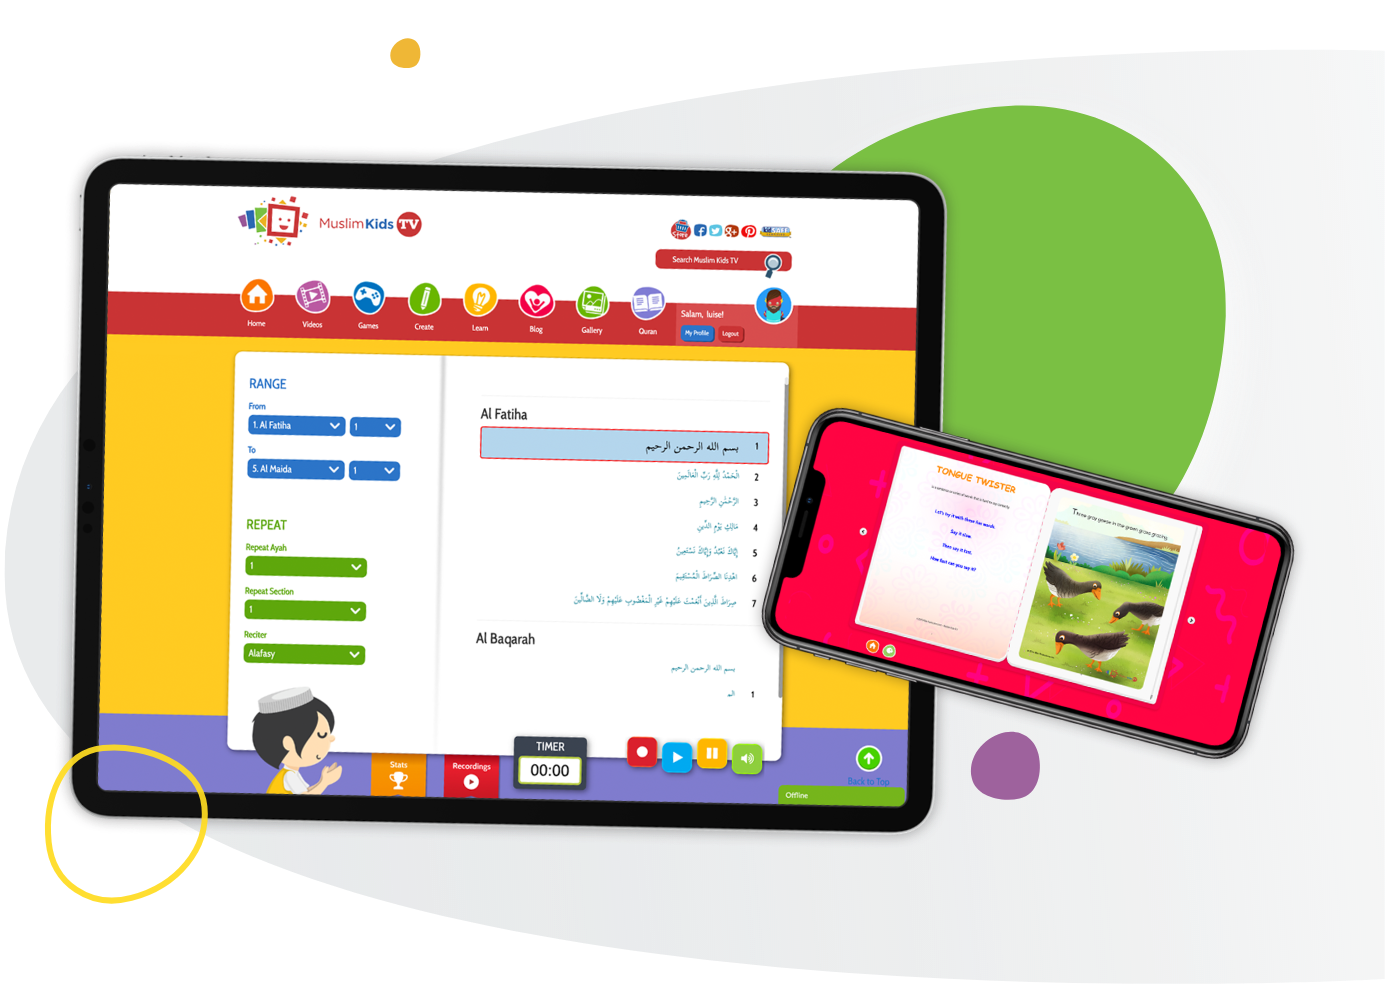 MuslimKids TV
Search Muslim Kids TV
Home
Videos
Games
Create
Learn
Blog
Gallery
Quran
Salam, luise!
My Profile
Logout
RANGE
From
1. Al Fatiha
1
To
5. Al Maida
1
REPEAT
Repeat Ayah
1
Repeat Section
1
Reciter
Alafasy
Al Fatiha
بسم الله الرحمن الرحيم 1
الْحَمْدُ لِلَّهِ رَبِّ الْعَالَمِينَ 2
الرَّحْمَٰنِ الرَّحِيمِ 3
مَالِكِ يَوْمِ الدِّينِ 4
إِيَّاكَ نَعْبُدُ وَإِيَّاكَ نَسْتَعِينُ 5
اهْدِنَا الصِّرَاطَ الْمُسْتَقِيمَ 6
صِرَاطَ الَّذِينَ أَنْعَمْتَ عَلَيْهِمْ غَيْرِ الْمَغْضُوبِ عَلَيْهِمْ وَلَا الضَّالِّينَ 7
Al Baqarah
بسم الله الرحمن الرحيم
الم 1
Stats
Recordings
TIMER
00:00
Back to Top
Offline
TONGUE TWISTER
Let's try it with these fun words.
Say it slow.
Then say it fast.
How fast can you say it?
Three gray geese in the green grass grazing.